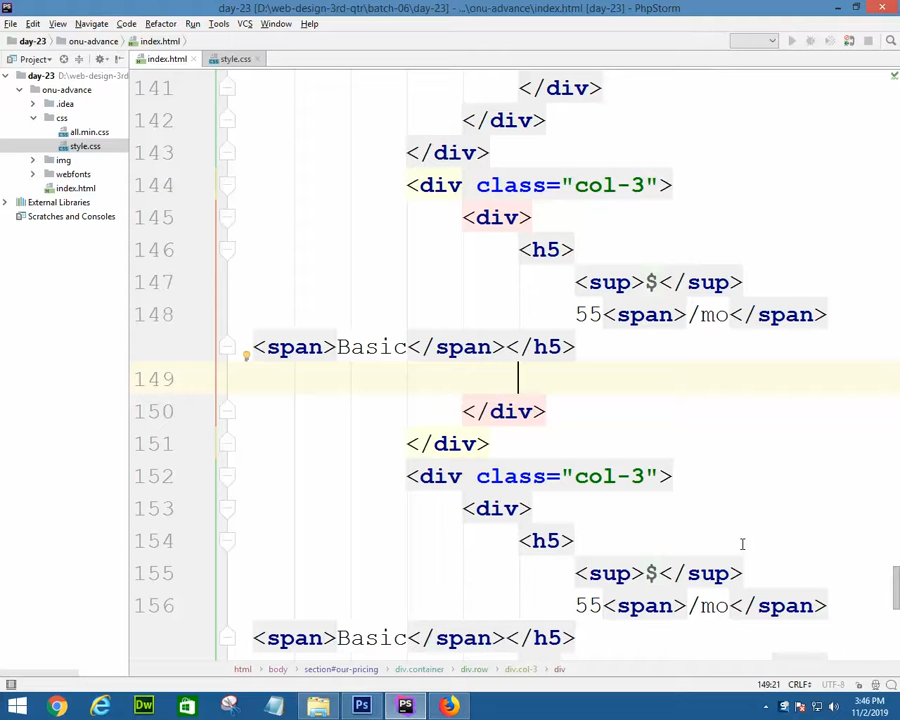 day-23 [D:\web-design-3rd-qtr\batch-06\day-23] - ...\onu-advance\index.html [day-23] - PhpStorm
File Edit View Navigate Code Refactor Tools VCS Window Help
day-23 onu-advance index.html
Project index.html style.css
day-23 D:\web-design-3rd
onu-advance
.idea
css
all.min.css
style.css
img
webfonts
index.html
External Libraries
Scratches and Consoles
141 </div>
142 </div>
143 </div>
144 <div class="col-3">
145 <div>
146 <h5>
147 <sup>$</sup>
148 55<span>/mo</span>
<span>Basic</span></h5>
149
150 </div>
151 </div>
152 <div class="col-3">
153 <div>
154 <h5>
155 <sup>$</sup>
156 55<span>/mo</span>
<span>Basic</span></h5>
html body section#our-pricing div.container div.row div.col-3 div
149:21 CRLF UTF-8
3:46 PM
11/2/2019